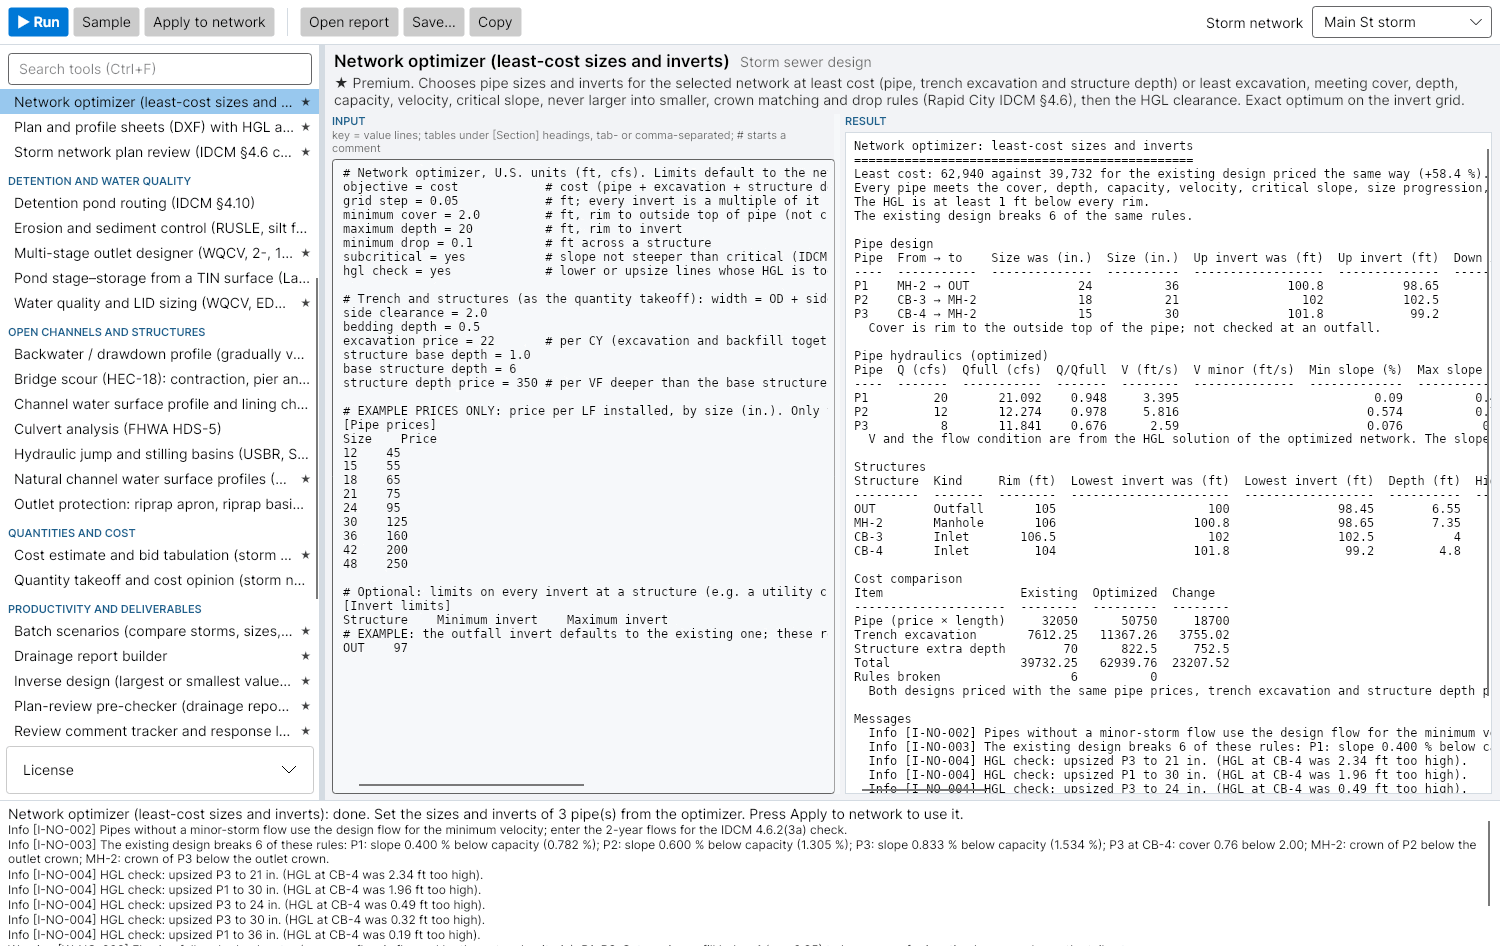 Run Sample Apply to network Open report Save... Copy Storm network Main St storm
Search tools (Ctrl+F)
Network optimizer (least-cost sizes and ... ★
Plan and profile sheets (DXF) with HGL a... ★
Storm network plan review (IDCM §4.6 c... ★
DETENTION AND WATER QUALITY
Detention pond routing (IDCM §4.10)
Erosion and sediment control (RUSLE, silt f...
Multi-stage outlet designer (WQCV, 2-, 1... ★
Pond stage–storage from a TIN surface (La...
Water quality and LID sizing (WQCV, ED... ★
OPEN CHANNELS AND STRUCTURES
Backwater / drawdown profile (gradually v...
Bridge scour (HEC-18): contraction, pier an...
Channel water surface profile and lining ch...
Culvert analysis (FHWA HDS-5)
Hydraulic jump and stilling basins (USBR, S...
Natural channel water surface profiles (... ★
Outlet protection: riprap apron, riprap basi...
QUANTITIES AND COST
Cost estimate and bid tabulation (storm ... ★
Quantity takeoff and cost opinion (storm n...
PRODUCTIVITY AND DELIVERABLES
Batch scenarios (compare storms, sizes,... ★
Drainage report builder ★
Inverse design (largest or smallest value... ★
Plan-review pre-checker (drainage repo... ★
Review comment tracker and response l... ★
License
Network optimizer (least-cost sizes and inverts) Storm sewer design
★ Premium. Chooses pipe sizes and inverts for the selected network at least cost (pipe, trench excavation and structure depth) or least excavation, meeting cover, depth,
capacity, velocity, critical slope, never larger into smaller, crown matching and drop rules (Rapid City IDCM §4.6), then the HGL clearance. Exact optimum on the invert grid.
INPUT
key = value lines; tables under [Section] headings, tab- or comma-separated; # starts a
comment
# Network optimizer, U.S. units (ft, cfs). Limits default to the ne
objective = cost # cost (pipe + excavation + structure d
grid step = 0.05 # ft; every invert is a multiple of it
minimum cover = 2.0 # ft, rim to outside top of pipe (not c
maximum depth = 20 # ft, rim to invert
minimum drop = 0.1 # ft across a structure
subcritical = yes # slope not steeper than critical (IDCM
hgl check = yes # lower or upsize lines whose HGL is to
# Trench and structures (as the quantity takeoff): width = OD + sid
side clearance = 2.0
bedding depth = 0.5
excavation price = 22 # per CY (excavation and backfill toget
structure base depth = 1.0
base structure depth = 6
structure depth price = 350 # per VF deeper than the base structure
# EXAMPLE PRICES ONLY: price per LF installed, by size (in.). Only
[Pipe prices]
Size Price
12 45
15 55
18 65
21 75
24 95
30 125
36 160
42 200
48 250
# Optional: limits on every invert at a structure (e.g. a utility c
[Invert limits]
Structure Minimum invert Maximum invert
# EXAMPLE: the outfall invert defaults to the existing one; these r
OUT 97
RESULT
Network optimizer: least-cost sizes and inverts
===============================================
Least cost: 62,940 against 39,732 for the existing design priced the same way (+58.4 %).
Every pipe meets the cover, depth, capacity, velocity, critical slope, size progression,
The HGL is at least 1 ft below every rim.
The existing design breaks 6 of the same rules.
Pipe design
Pipe From → to Size was (in.) Size (in.) Up invert was (ft) Up invert (ft) Down
P1 MH-2 → OUT 24 36 100.8 98.65
P2 CB-3 → MH-2 18 21 102 102.5
P3 CB-4 → MH-2 15 30 101.8 99.2
Cover is rim to the outside top of the pipe; not checked at an outfall.
Pipe hydraulics (optimized)
Pipe Q (cfs) Qfull (cfs) Q/Qfull V (ft/s) V minor (ft/s) Min slope (%) Max slope
P1 20 21.092 0.948 3.395 0.09 0.
P2 12 12.274 0.978 5.816 0.574 0.
P3 8 11.841 0.676 2.59 0.076
V and the flow condition are from the HGL solution of the optimized network. The slope
Structures
Structure Kind Rim (ft) Lowest invert was (ft) Lowest invert (ft) Depth (ft)
OUT Outfall 105 100 98.45 6.55
MH-2 Manhole 106 100.8 98.65 7.35
CB-3 Inlet 106.5 102 102.5 4
CB-4 Inlet 104 101.8 99.2 4.8
Cost comparison
Item Existing Optimized Change
Pipe (price × length) 32050 50750 18700
Trench excavation 7612.25 11367.26 3755.02
Structure extra depth 70 822.5 752.5
Total 39732.25 62939.76 23207.52
Rules broken 6 0
Both designs priced with the same pipe prices, trench excavation and structure depth p
Messages
Info [I-NO-002] Pipes without a minor-storm flow use the design flow for the minimum v
Info [I-NO-003] The existing design breaks 6 of these rules: P1: slope 0.400 % below c
Info [I-NO-004] HGL check: upsized P3 to 21 in. (HGL at CB-4 was 2.34 ft too high).
Info [I-NO-004] HGL check: upsized P1 to 30 in. (HGL at CB-4 was 1.96 ft too high).
Info [I-NO-004] HGL check: upsized P3 to 24 in. (HGL at CB-4 was 0.49 ft too high).
Network optimizer (least-cost sizes and inverts): done. Set the sizes and inverts of 3 pipe(s) from the optimizer. Press Apply to network to use it.
Info [I-NO-002] Pipes without a minor-storm flow use the design flow for the minimum velocity; enter the 2-year flows for the IDCM 4.6.2(3a) check.
Info [I-NO-003] The existing design breaks 6 of these rules: P1: slope 0.400 % below capacity (0.782 %); P2: slope 0.600 % below capacity (1.305 %); P3: slope 0.833 % below capacity (1.534 %); P3 at CB-4: cover 0.76 below 2.00; MH-2: crown of P2 below the
outlet crown; MH-2: crown of P3 below the outlet crown.
Info [I-NO-004] HGL check: upsized P3 to 21 in. (HGL at CB-4 was 2.34 ft too high).
Info [I-NO-004] HGL check: upsized P1 to 30 in. (HGL at CB-4 was 1.96 ft too high).
Info [I-NO-004] HGL check: upsized P3 to 24 in. (HGL at CB-4 was 0.49 ft too high).
Info [I-NO-004] HGL check: upsized P3 to 30 in. (HGL at CB-4 was 0.32 ft too high).
Info [I-NO-004] HGL check: upsized P1 to 36 in. (HGL at CB-4 was 0.19 ft too high).